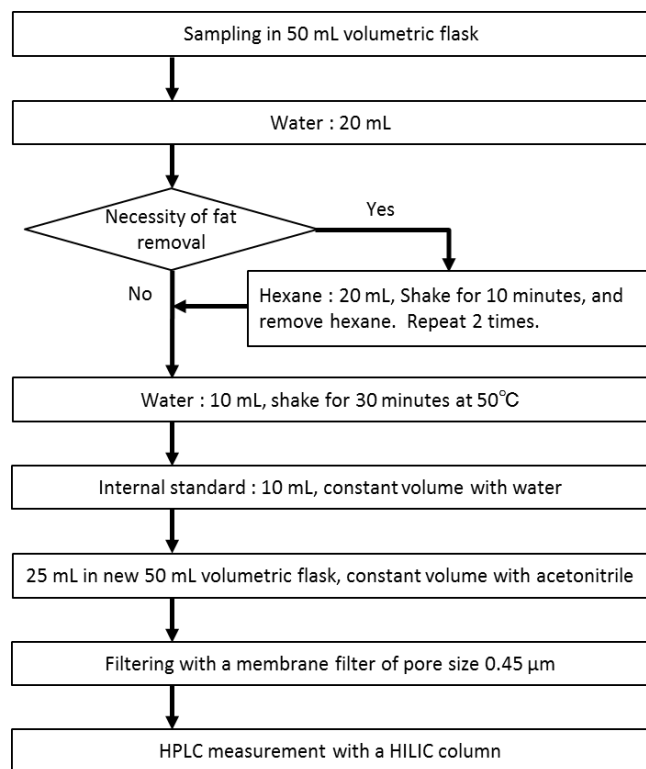 Sampling in 50 mL volumetric flask
Water : 20 mL
Necessity of fat
removal
Yes
No
Hexane : 20 mL, Shake for 10 minutes, and
remove hexane.  Repeat 2 times.
Water : 10 mL, shake for 30 minutes at 50℃
Internal standard : 10 mL, constant volume with water
25 mL in new 50 mL volumetric flask, constant volume with acetonitrile
Filtering with a membrane filter of pore size 0.45 μm
HPLC measurement with a HILIC column